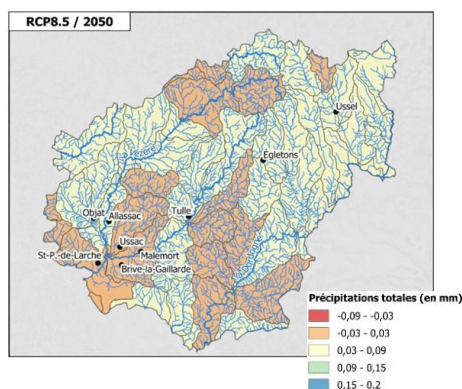 RCP8.5 / 2050
Ussel
Égletons
Tulle
Objat
Allassac
Ussac
St-P.-de-Larche
Malemort
Brive-la-Gaillarde
Précipitations totales (en mm)
-0,09 - -0,03
-0,03 - 0,03
0,03 - 0,09
0,09 - 0,15
0,15 - 0,2